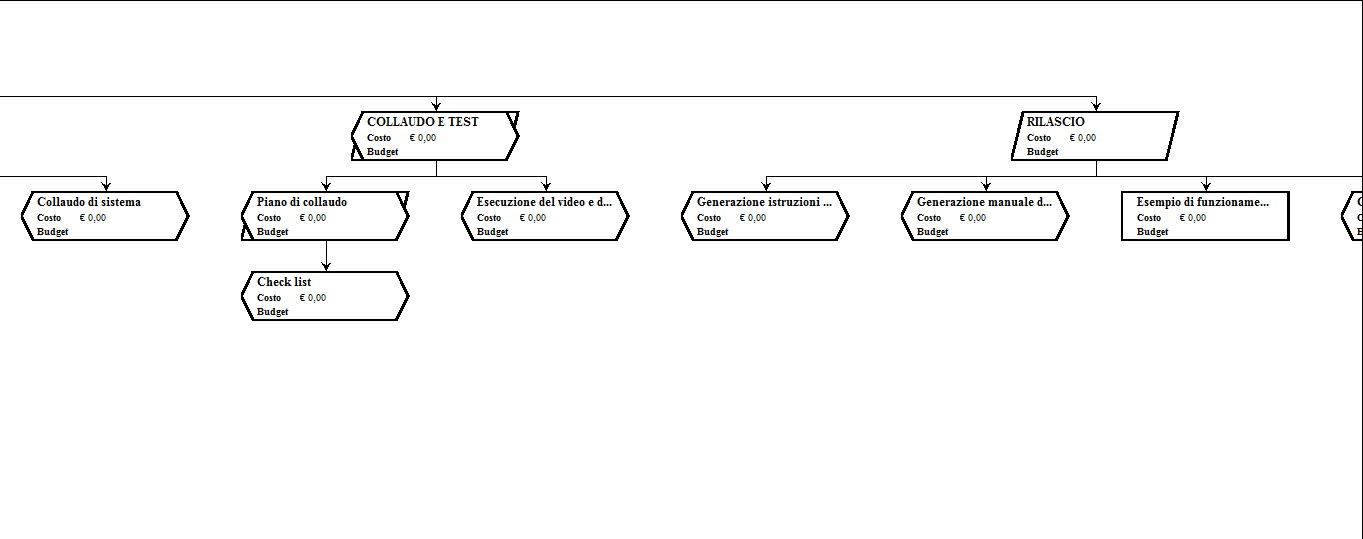 COLLAUDO E TEST
Costo € 0,00
Budget
RILASCIO
Costo € 0,00
Budget
Collaudo di sistema
Costo € 0,00
Budget
Piano di collaudo
Costo € 0,00
Budget
Esecuzione del video e d...
Costo € 0,00
Budget
Generazione istruzioni ...
Costo € 0,00
Budget
Generazione manuale d...
Costo € 0,00
Budget
Esempio di funzioname...
Costo € 0,00
Budget
Check list
Costo € 0,00
Budget